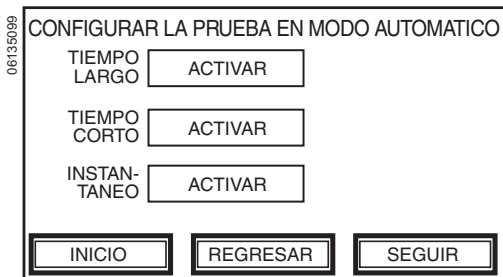 06135099
CONFIGURAR LA PRUEBA EN MODO AUTOMATICO
TIEMPO
LARGO
ACTIVAR
TIEMPO
CORTO
ACTIVAR
INSTAN-
TANEO
ACTIVAR
INICIO
REGRESAR
SEGUIR